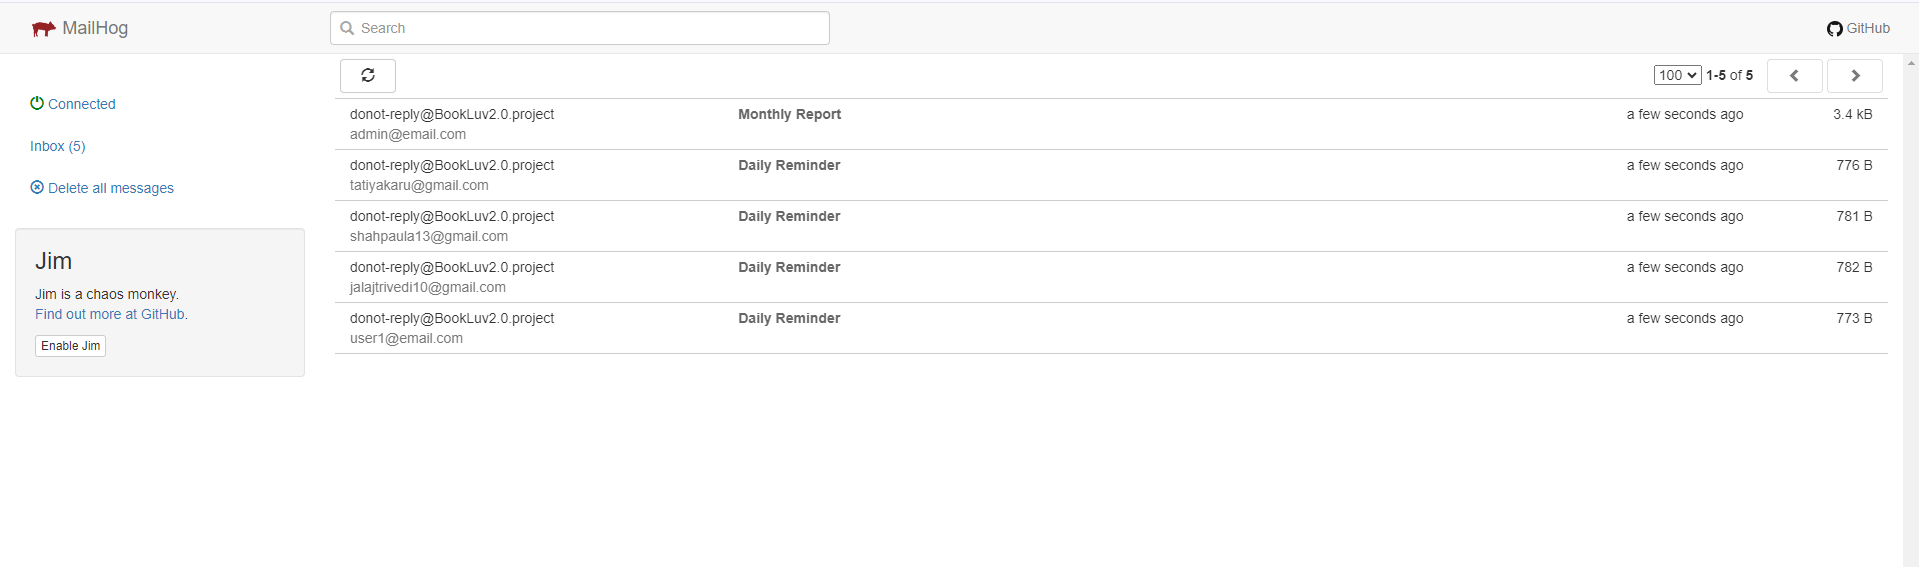 MailHog
Search
GitHub
100 1-5 of 5
Connected
Inbox (5)
Delete all messages
Jim
Jim is a chaos monkey.
Find out more at GitHub.
Enable Jim
donot-reply@BookLuv2.0.project Monthly Report a few seconds ago 3.4 kB
admin@email.com
donot-reply@BookLuv2.0.project Daily Reminder a few seconds ago 776 B
tatiyakaru@gmail.com
donot-reply@BookLuv2.0.project Daily Reminder a few seconds ago 781 B
shahpaula13@gmail.com
donot-reply@BookLuv2.0.project Daily Reminder a few seconds ago 782 B
jalajtrivedi10@gmail.com
donot-reply@BookLuv2.0.project Daily Reminder a few seconds ago 773 B
user1@email.com